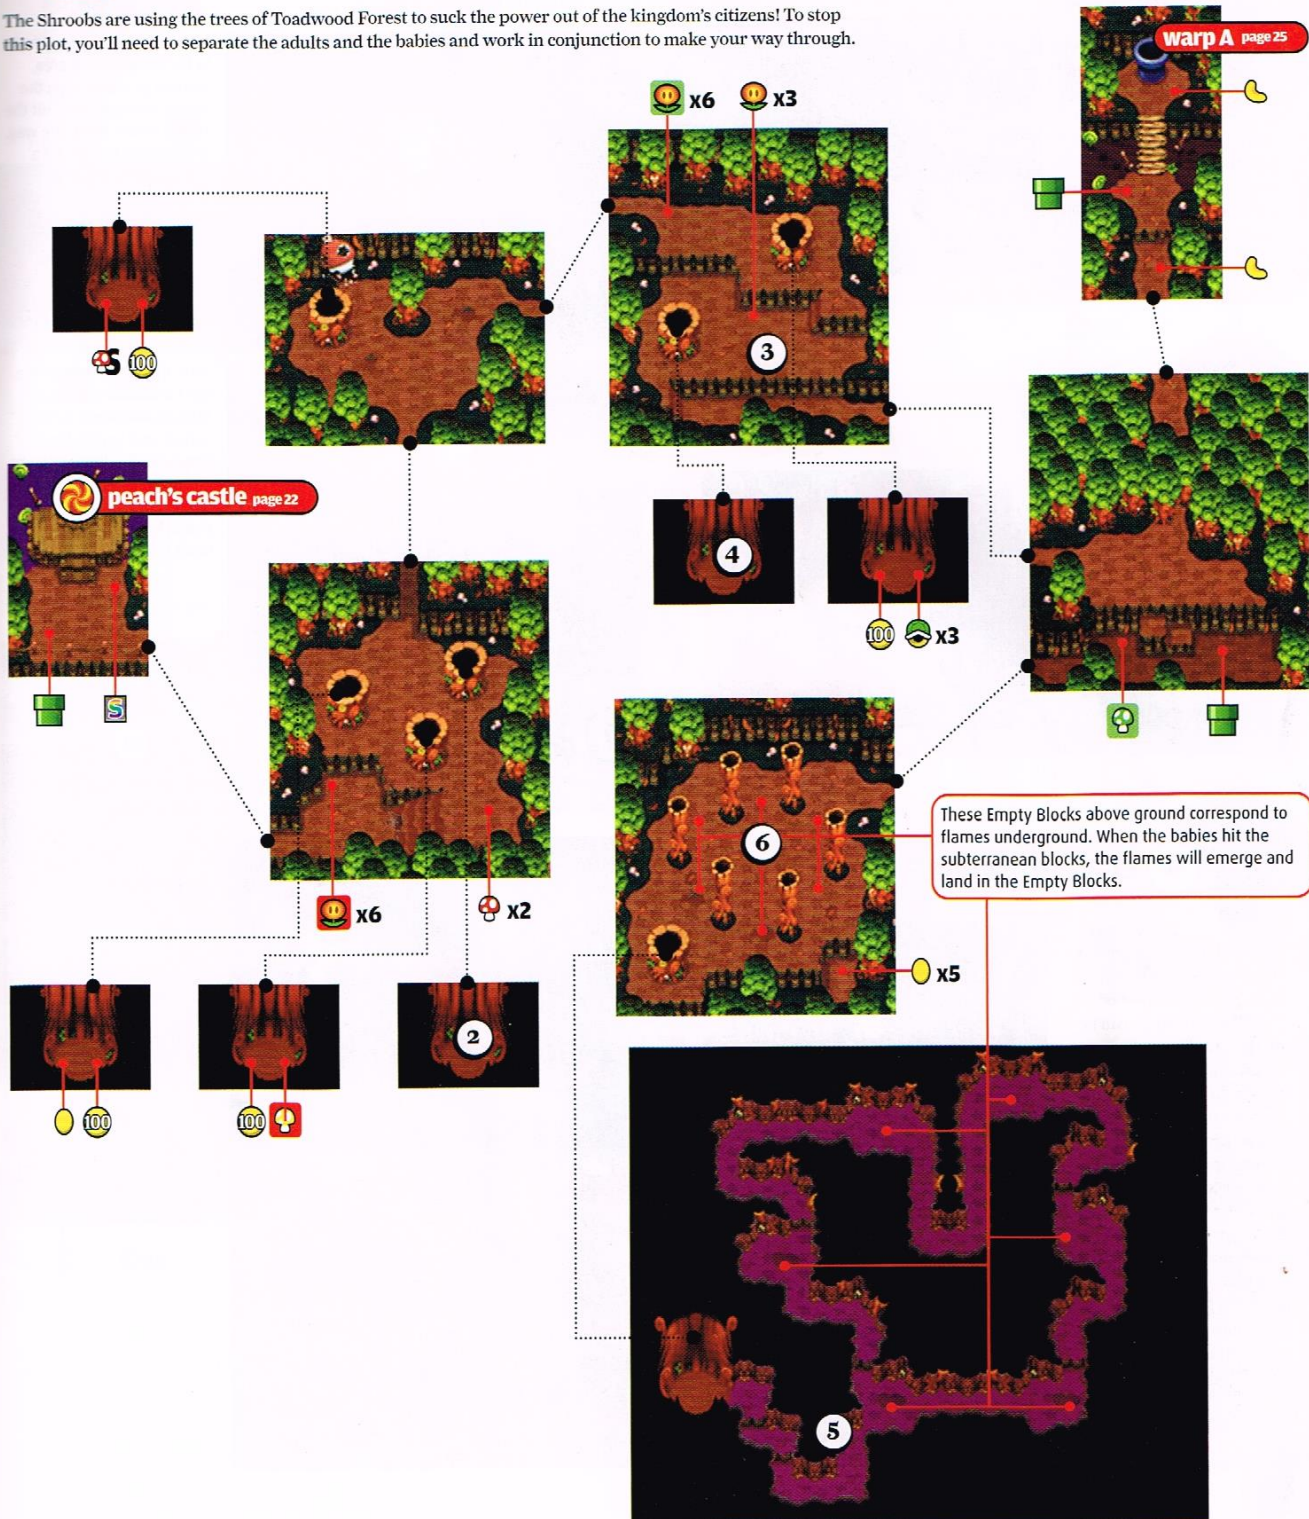 The Shroobs are using the trees of Toadwood Forest to suck the power out of the kingdom's citizens! To stop
this plot, you'll need to separate the adults and the babies and work in conjunction to make your way through.
warp A page 25
x6
x3
S
100
3
peach's castle page 22
4
100
x3
S
These Empty Blocks above ground correspond to
flames underground. When the babies hit the
subterranean blocks, the flames will emerge and
land in the Empty Blocks.
6
x6
x2
x5
2
100
100
5